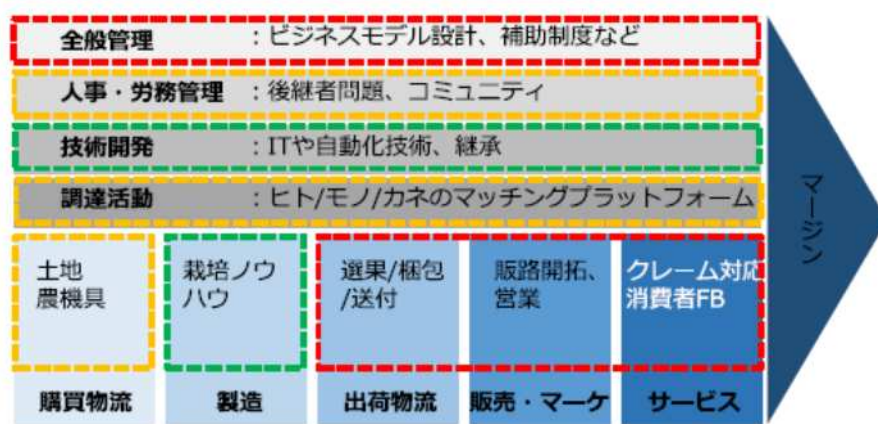 全般管理 ：ビジネスモデル設計、補助制度など
人事・労務管理 ：後継者問題、コミュニティ
技術開発 ：ITや自動化技術、継承
調達活動 ：ヒト/モノ/カネのマッチングプラットフォーム
マージン
土地
農機具
栽培ノウ
ハウ
選果/梱包
/送付
販路開拓、
営業
クレーム対応
消費者FB
購買物流
製造
出荷物流
販売・マーケ
サービス